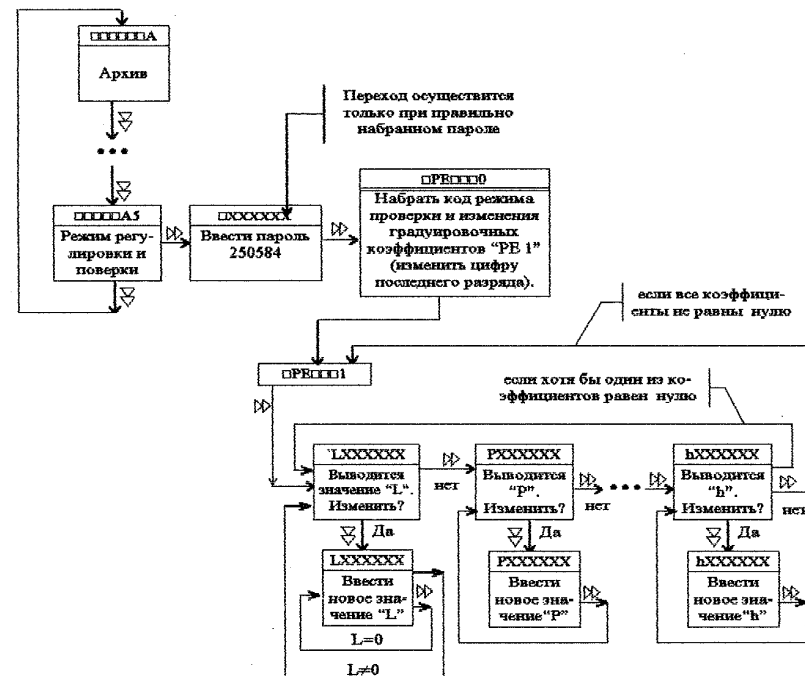 □□□□□□A
Архив
•••
□□□□□A5
Режим регу-
лировки и
поверки
Переход осуществится
только при правильно
набранном пароле
□XXXXXX
Ввести пароль
250584
□PE□□□0
Набрать код режима
проверки и изменения
градуировочных
коэффициентов “PE 1”
(изменить цифру
последнего разряда).
если все коэффици-
енты не равны нулю
□PE□□□1
если хотя бы один из ко-
эффициентов равен нулю
`LXXXXXX
Выводится
значение “L”.
Изменить?
нет
PXXXXXX
Выводится
“P”.
Изменить?
•••
нет
hXXXXXX
Выводится
“h”.
Изменить?
нет
Да
Да
Да
LXXXXXX
Ввести
новое зна-
чение “L”
L=0
L≠0
PXXXXXX
Ввести
новое зна-
чение“P”
hXXXXXX
Ввести
новое зна-
чение“h”